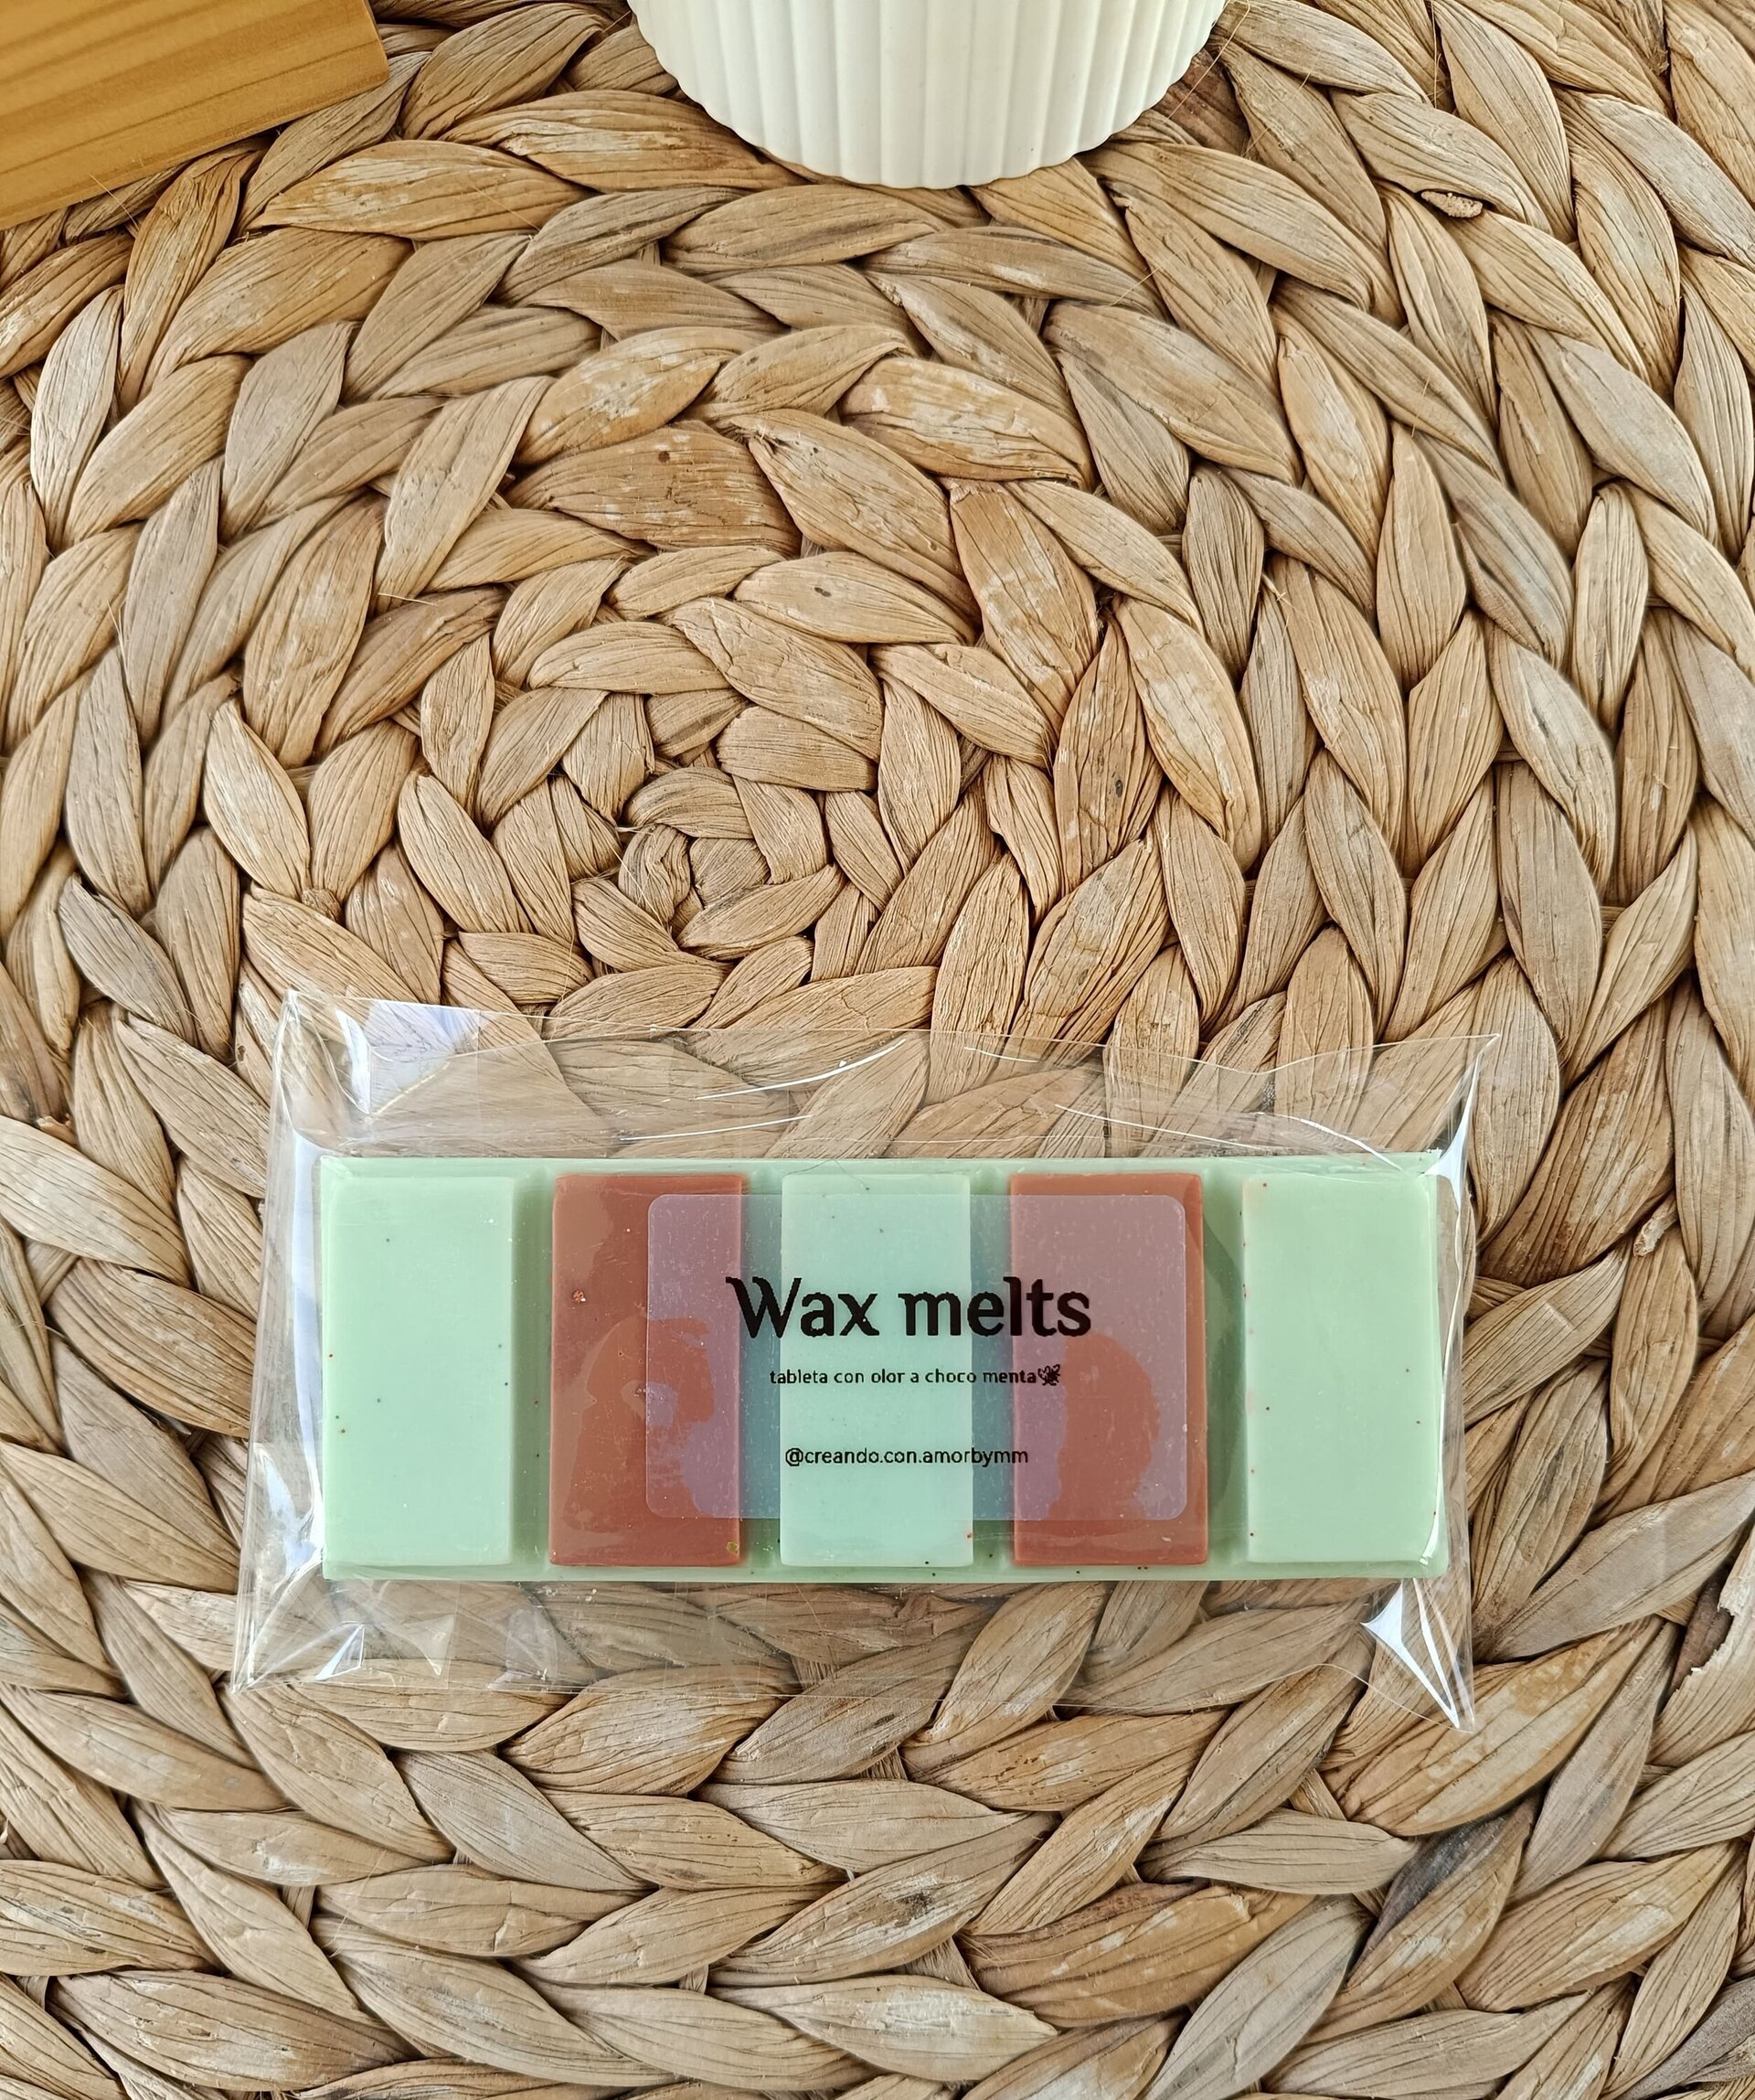 Wax melts
tableta con olor a choco menta
@creando.con.amorbymm